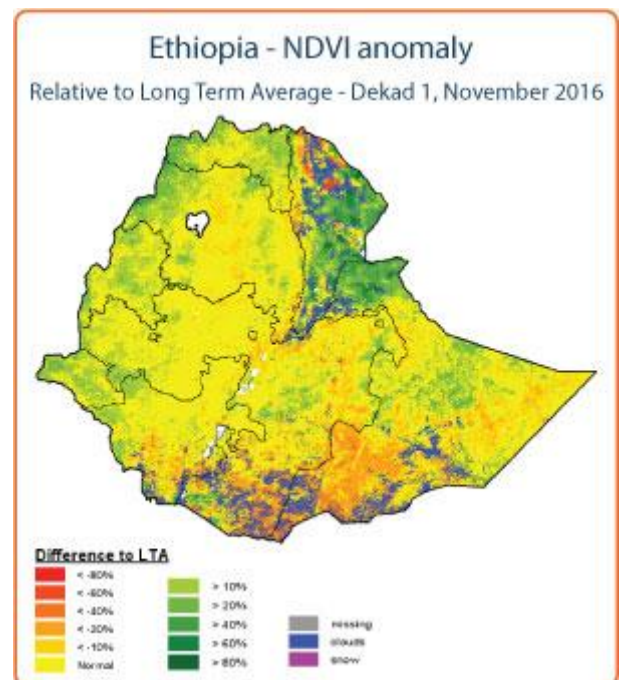 Ethiopia - NDVI anomaly
Relative to Long Term Average - Dekad 1, November 2016
Difference to LTA
< -80%
< -60%
< -40%
< -20%
< -10%
Normal
> 10%
> 20%
> 40%
> 60%
> 80%
missing
clouds
snow